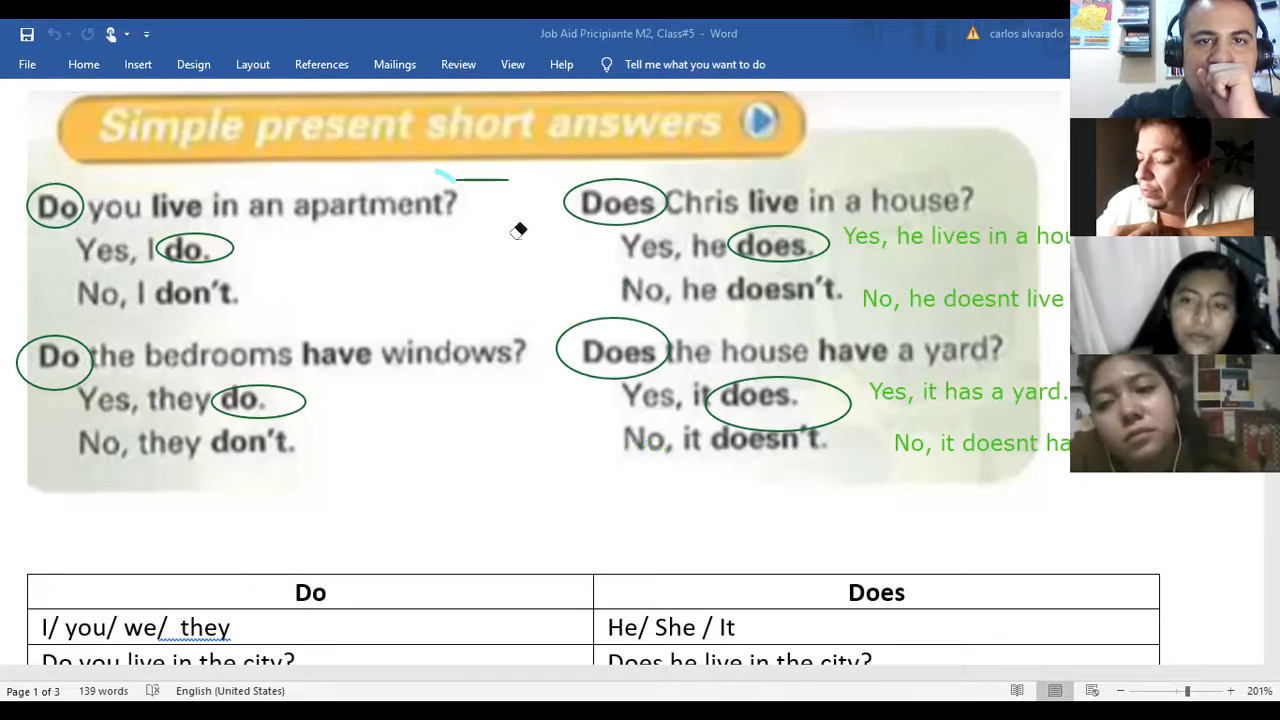 Job Aid Pricipiante M2, Class#5 - Word
carlos alvarado
File Home Insert Design Layout References Mailings Review View Help Tell me what you want to do
Simple present short answers
Do you live in an apartment?
Yes, I do.
No, I don't.
Do the bedrooms have windows?
Yes, they do.
No, they don't.
Does Chris live in a house?
Yes, he does. Yes, he lives in a hou
No, he doesn't. No, he doesnt live
Does the house have a yard?
Yes, it does. Yes, it has a yard.
No, it doesn't. No, it doesnt ha
Do Does
I/ you/ we/ they He/ She / It
Do you live in the city? Does he live in the city?
Page 1 of 3 139 words English (United States) 201%